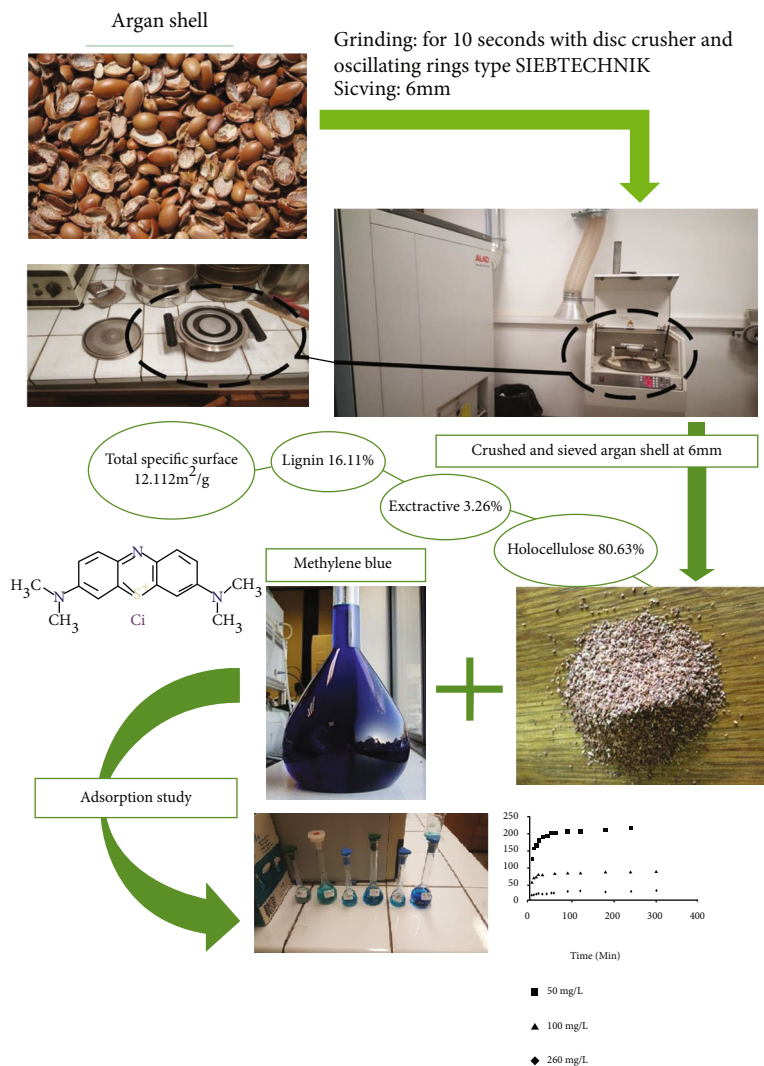 Argan shell
Grinding: for 10 seconds with disc crusher and
oscillating rings type SIEBTECHNIK
Sicving: 6mm
ALKO
Total specific surface
12.112m²/g
Lignin 16.11%
Crushed and sieved argan shell at 6mm
Exctractive 3.26%
Holocellulose 80.63%
Methylene blue
N
H₃C
N
CH₃
S⁺
Ci
CH₃
N
CH₃
Adsorption study
250
200
150
100
50
0
0
100
200
300
400
Time (Min)
50 mg/L
100 mg/L
260 mg/L